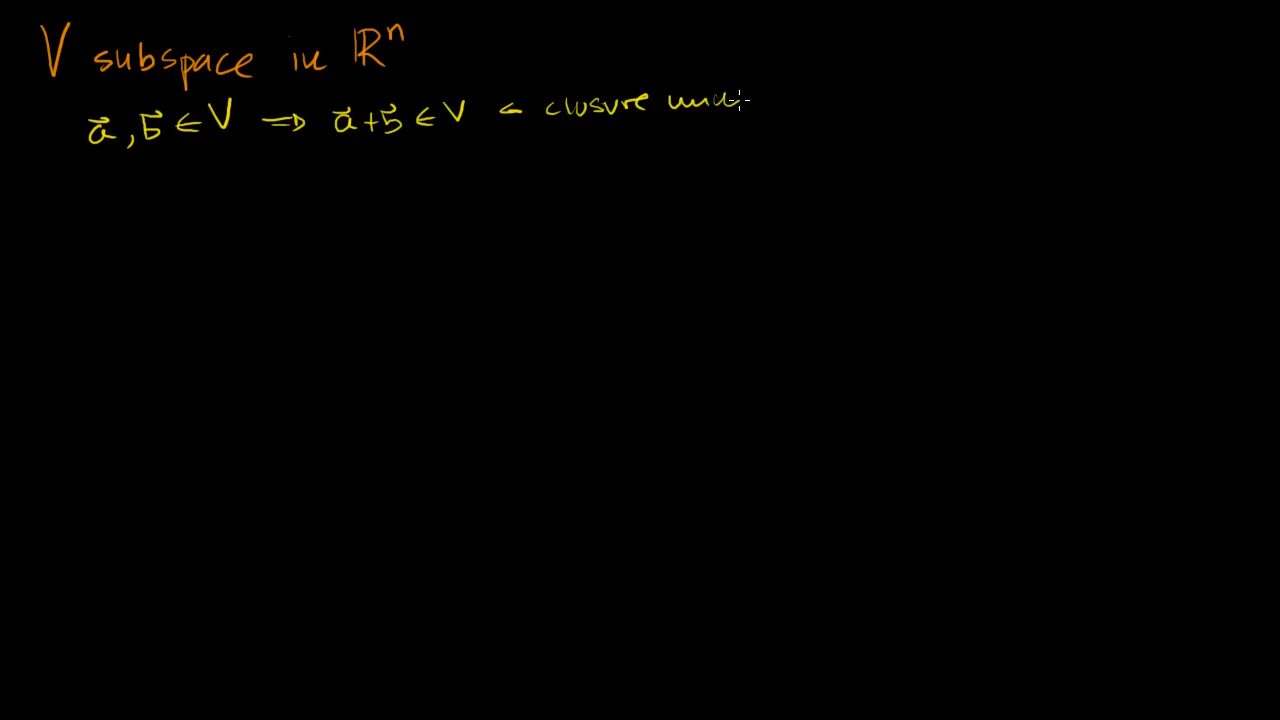 V subspace in ℝⁿ
a⃗, b⃗ ∈ V ⟹ a⃗+b⃗ ∈ V ← closure